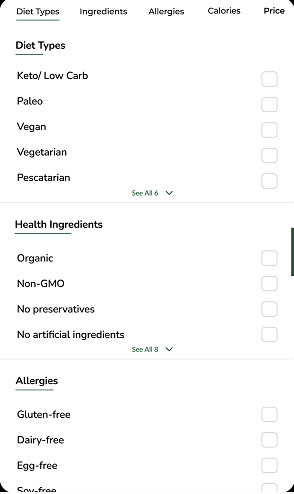 Diet Types Ingredients Allergies Calories Price
Diet Types
Keto/ Low Carb
Paleo
Vegan
Vegetarian
Pescatarian
See All 6
Health Ingredients
Organic
Non-GMO
No preservatives
No artificial ingredients
See All 8
Allergies
Gluten-free
Dairy-free
Egg-free
Soy-free